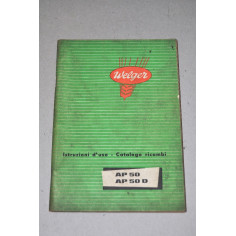 Welger
Istruzioni d'uso - Catalogo ricambi
AP 50
AP 50 D